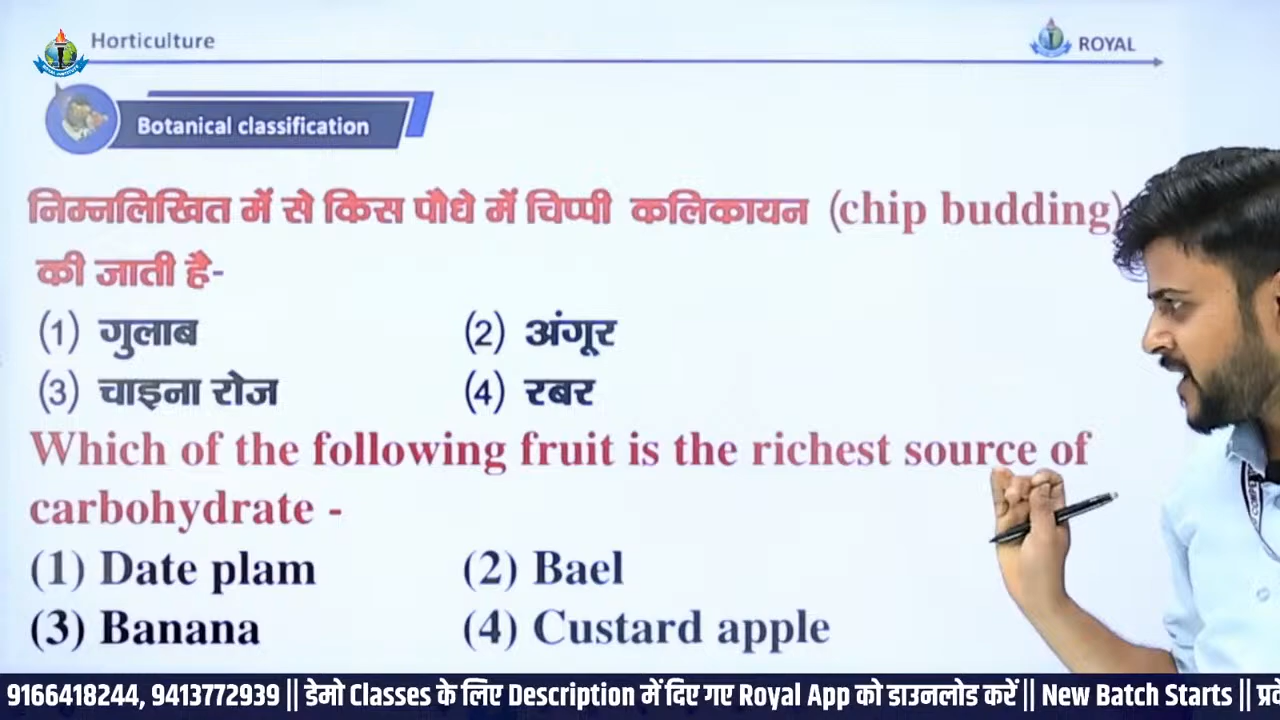 Horticulture
ROYAL
Botanical classification
निम्नलिखित में से किस पौधे में चिप्पी कलिकायन (chip budding)
की जाती है-
(1) गुलाब
(2) अंगूर
(3) चाइना रोज
(4) रबर
Which of the following fruit is the richest source of
carbohydrate -
(1) Date plam
(2) Bael
(3) Banana
(4) Custard apple
9166418244, 9413772939 || डेमो Classes के लिए Description में दिए गए Royal App को डाउनलोड करें || New Batch Starts ||